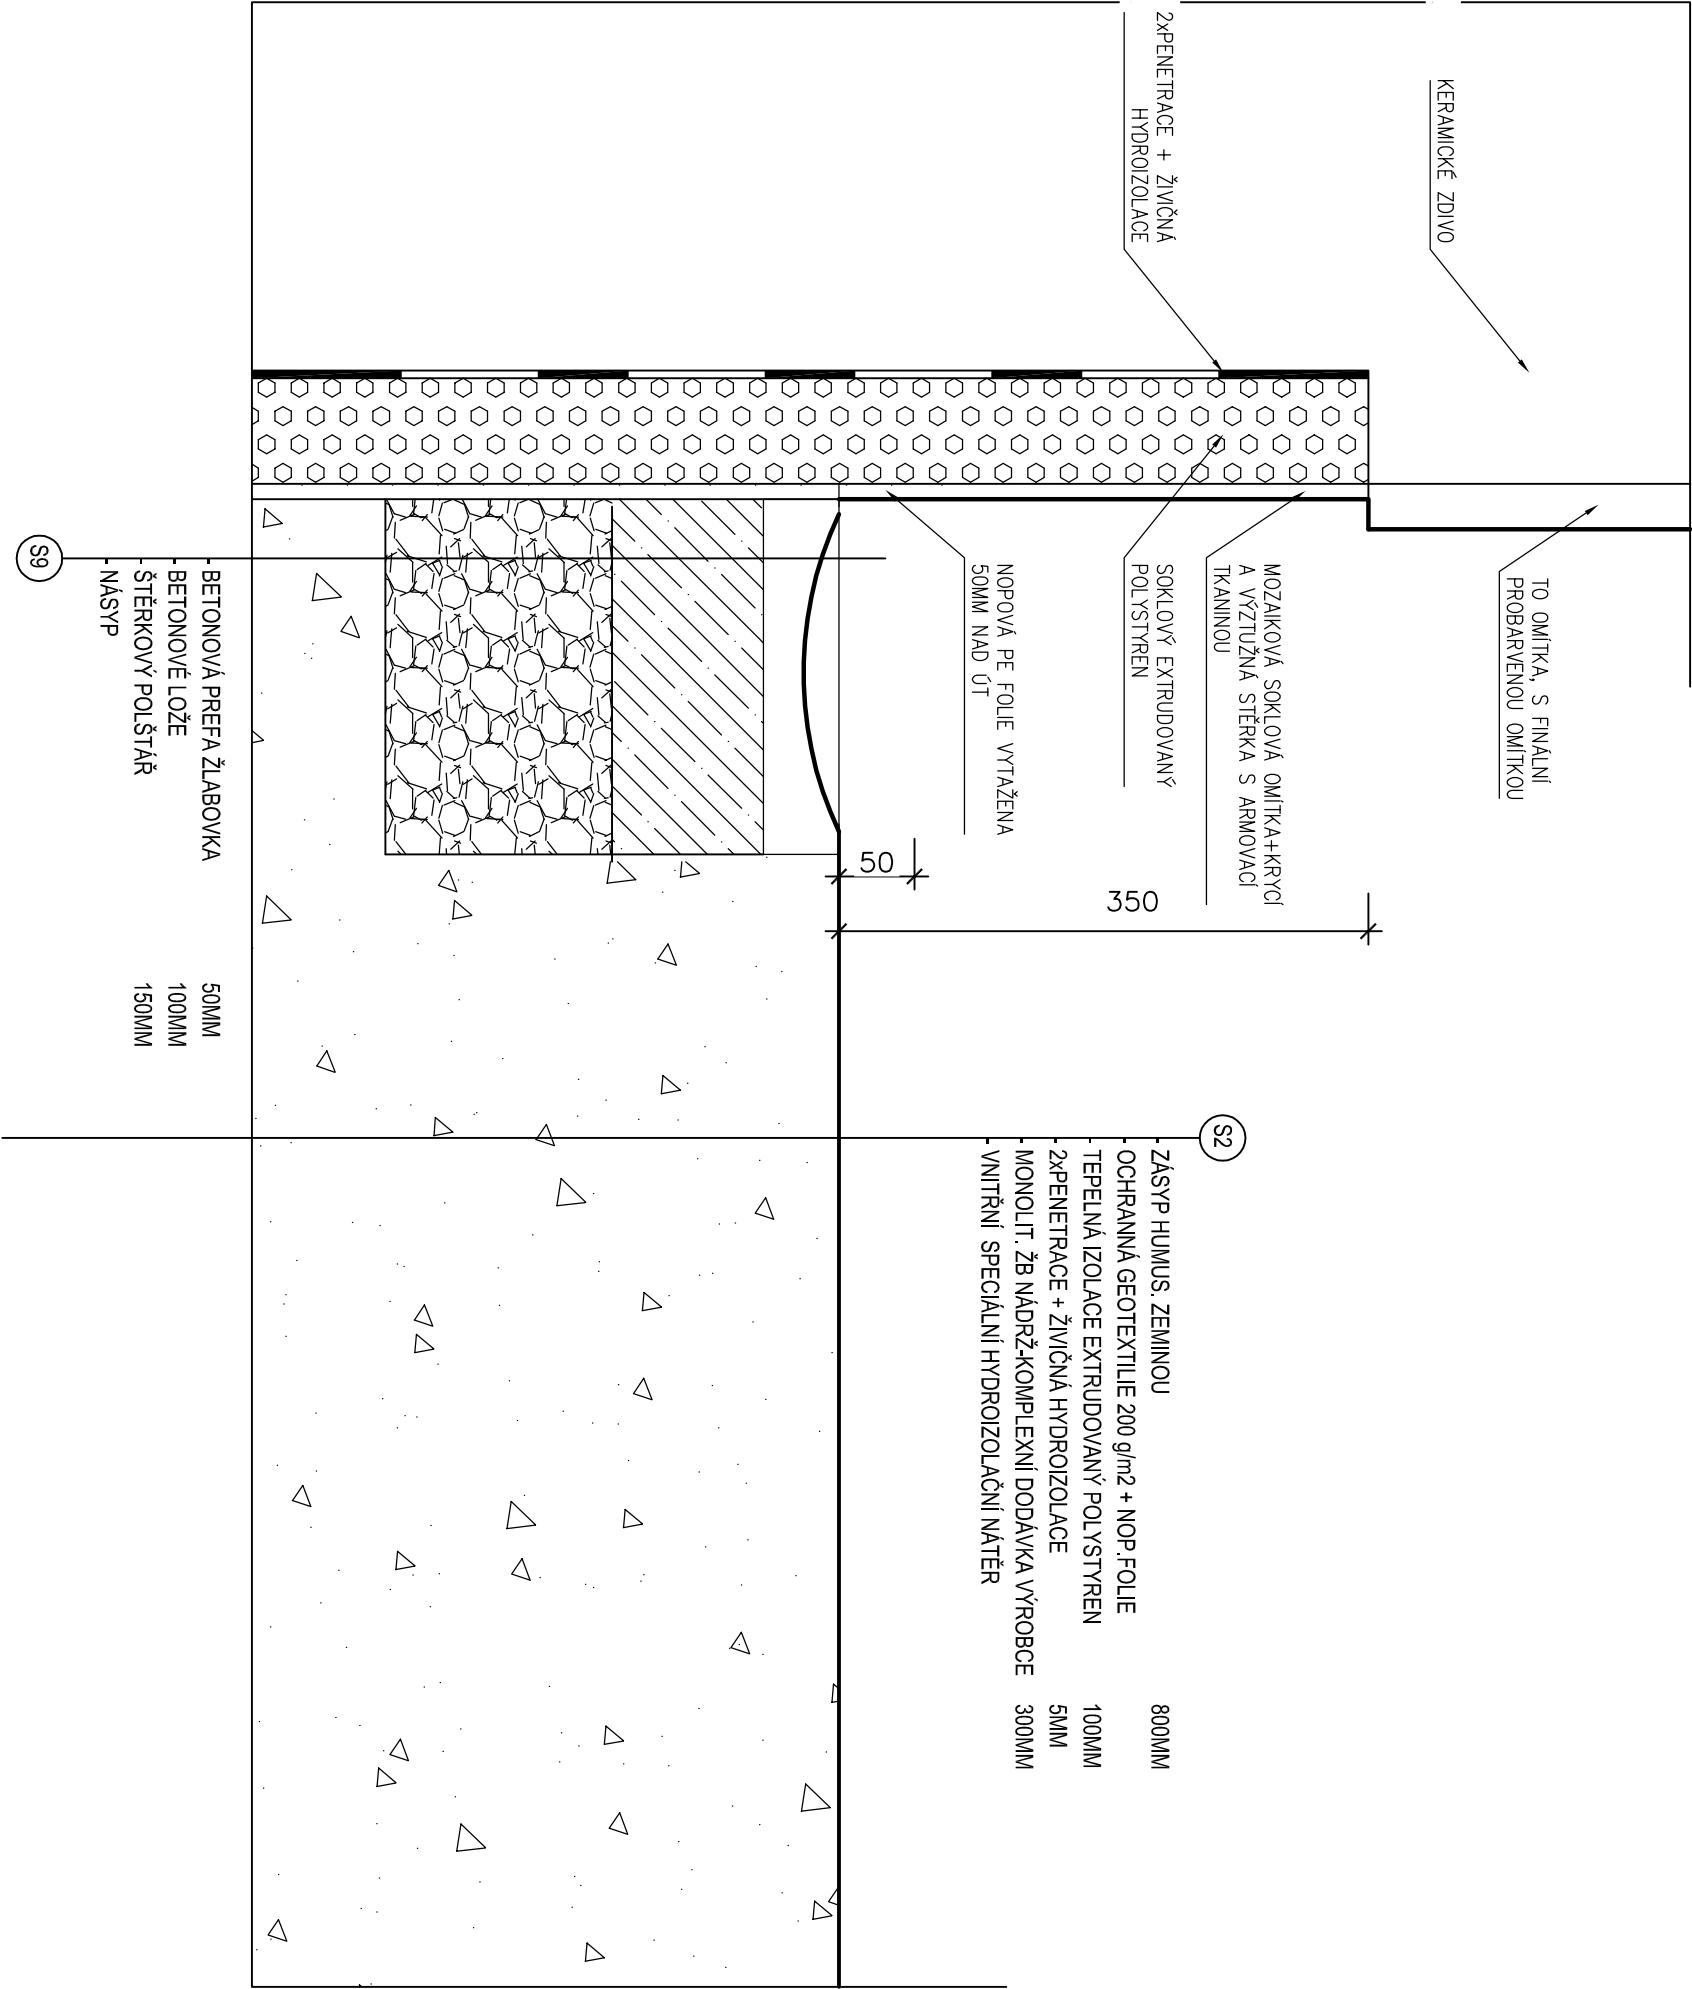 TO OMÍTKA, S FINÁLNÍ
PROBARVENOU OMÍTKOU
KERAMICKÉ ZDIVO
MOZAIKOVÁ SOKLOVÁ OMÍTKA+KRYCÍ
A VÝZTUŽNÁ STĚRKA S ARMOVACÍ
TKANINOU
2xPENETRACE + ŽIVIČNÁ
HYDROIZOLACE
SOKLOVÝ EXTRUDOVANÝ
POLYSTYREN
NOPOVÁ PE FOLIE VYTAŽENA
50MM NAD ÚT
350
50
S2
ZÁSYP HUMUS. ZEMINOU 800MM
OCHRANNÁ GEOTEXTILIE 200 g/m2 + NOP.FOLIE
TEPELNÁ IZOLACE EXTRUDOVANÝ POLYSTYREN 100MM
2xPENETRACE + ŽIVIČNÁ HYDROIZOLACE 5MM
MONOLIT. ŽB NÁDRŽ-KOMPLEXNÍ DODÁVKA VÝROBCE 300MM
VNITŘNÍ SPECIÁLNÍ HYDROIZOLAČNÍ NÁTĚR
BETONOVÁ PREFA ŽLABOVKA 50MM
BETONOVÉ LOŽE 100MM
ŠTĚRKOVÝ POLŠTÁŘ 150MM
NÁSYP
S9